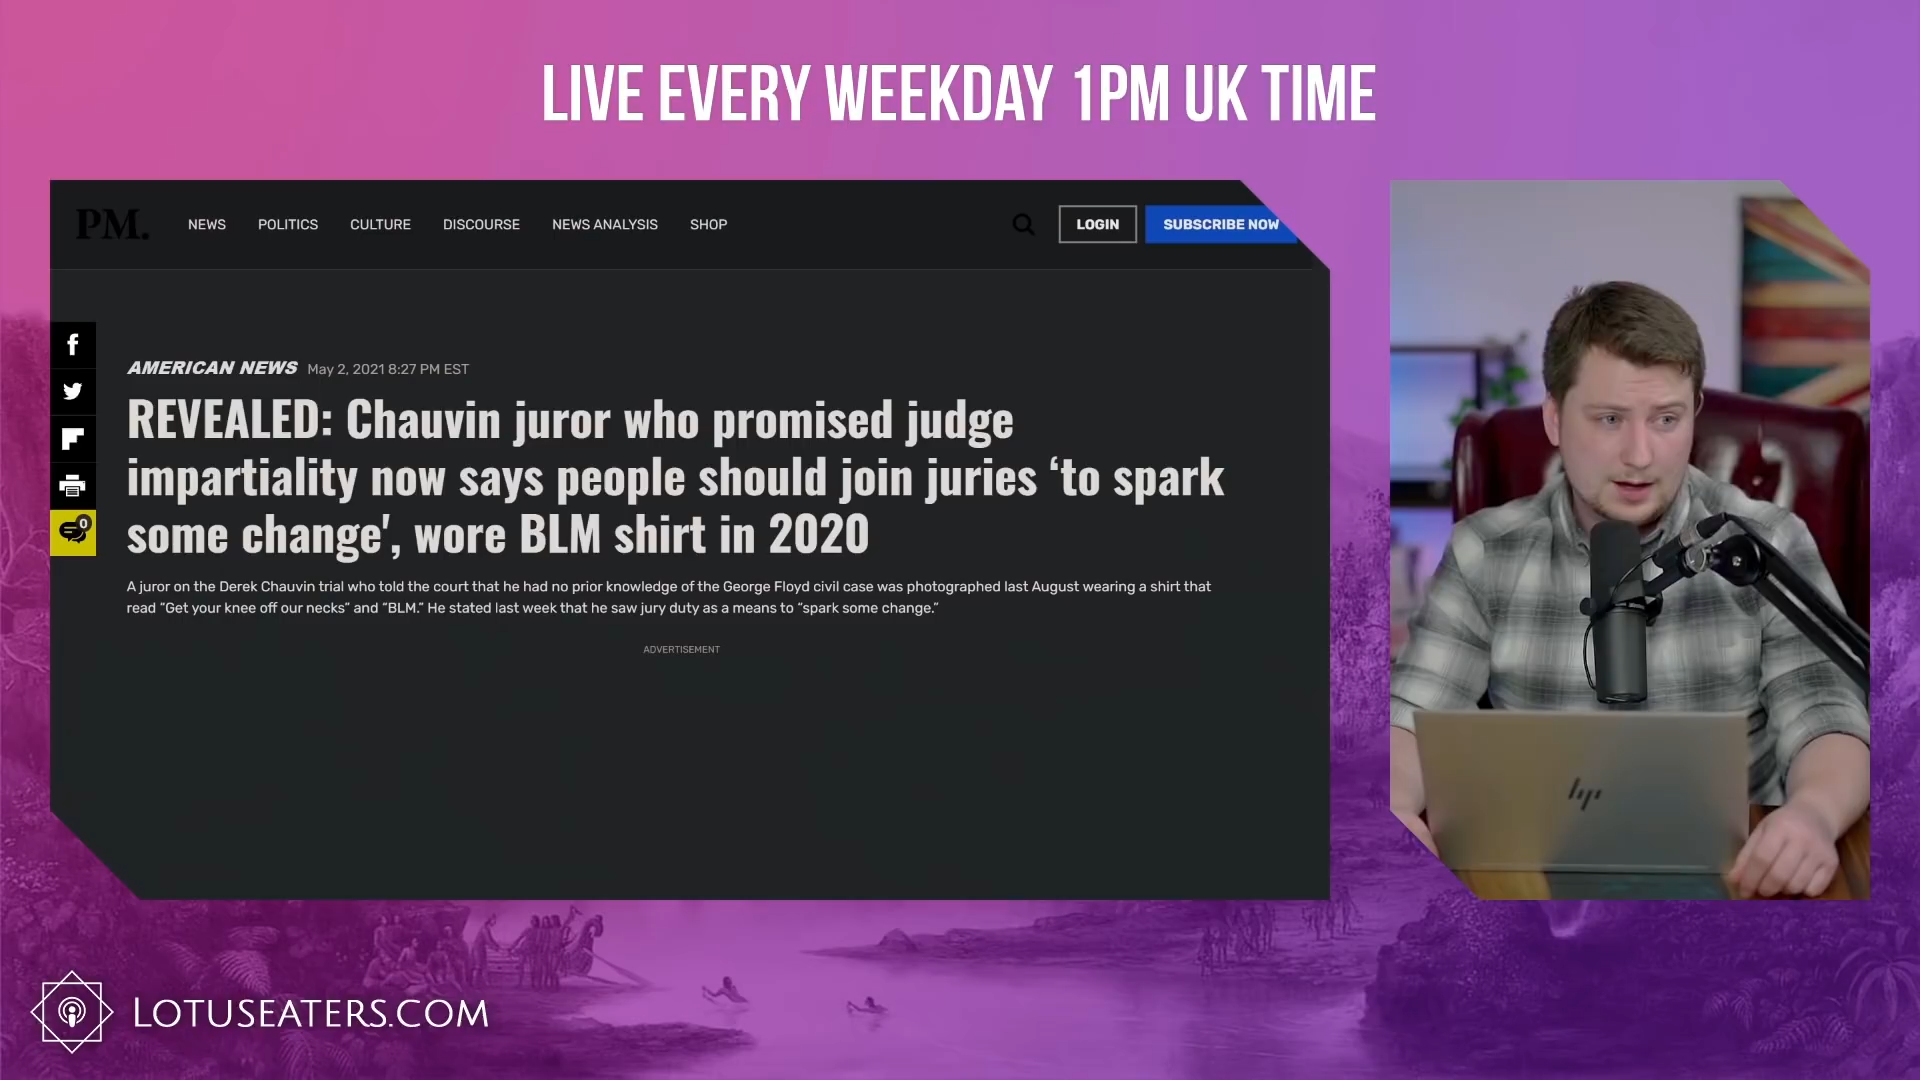 LIVE EVERY WEEKDAY 1PM UK TIME
PM.
NEWS
POLITICS
CULTURE
DISCOURSE
NEWS ANALYSIS
SHOP
LOGIN
SUBSCRIBE NOW
AMERICAN NEWS May 2, 2021 8:27 PM EST
REVEALED: Chauvin juror who promised judge
impartiality now says people should join juries ‘to spark
some change', wore BLM shirt in 2020
0
A juror on the Derek Chauvin trial who told the court that he had no prior knowledge of the George Floyd civil case was photographed last August wearing a shirt that
read “Get your knee off our necks” and “BLM.” He stated last week that he saw jury duty as a means to “spark some change.”
ADVERTISEMENT
hp
LOTUSEATERS.COM